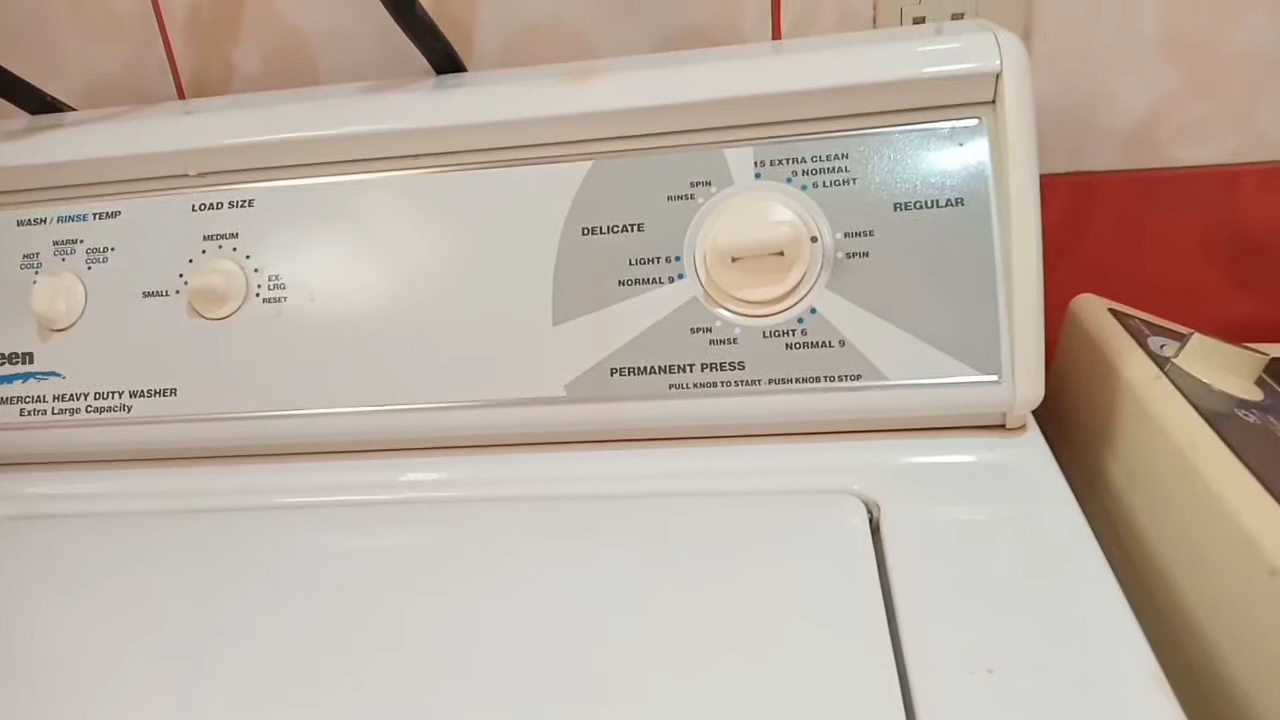 WASH / RINSE TEMP
HOT
COLD
WARM
COLD
COLD
COLD
LOAD SIZE
SMALL
MEDIUM
EX-
LRG
RESET
een
MERCIAL HEAVY DUTY WASHER
Extra Large Capacity
DELICATE
SPIN
RINSE
LIGHT 6
NORMAL 9
15 EXTRA CLEAN
9 NORMAL
6 LIGHT
REGULAR
RINSE
SPIN
SPIN
RINSE
LIGHT 6
NORMAL 9
PERMANENT PRESS
PULL KNOB TO START - PUSH KNOB TO STOP